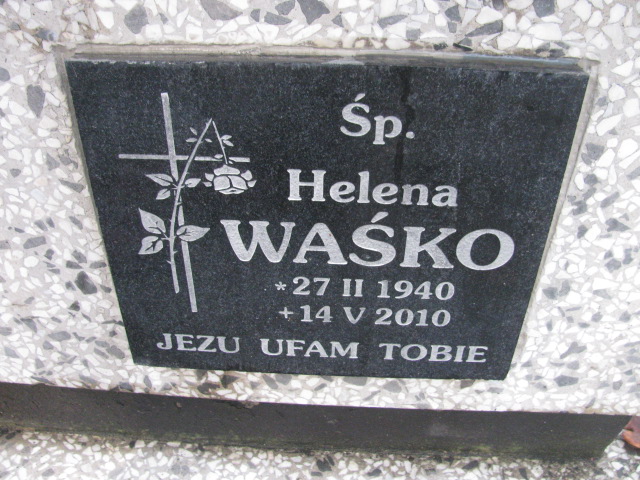 Śp.
Helena
WAŚKO
* 27 II 1940
+ 14 V 2010
JEZU UFAM TOBIE